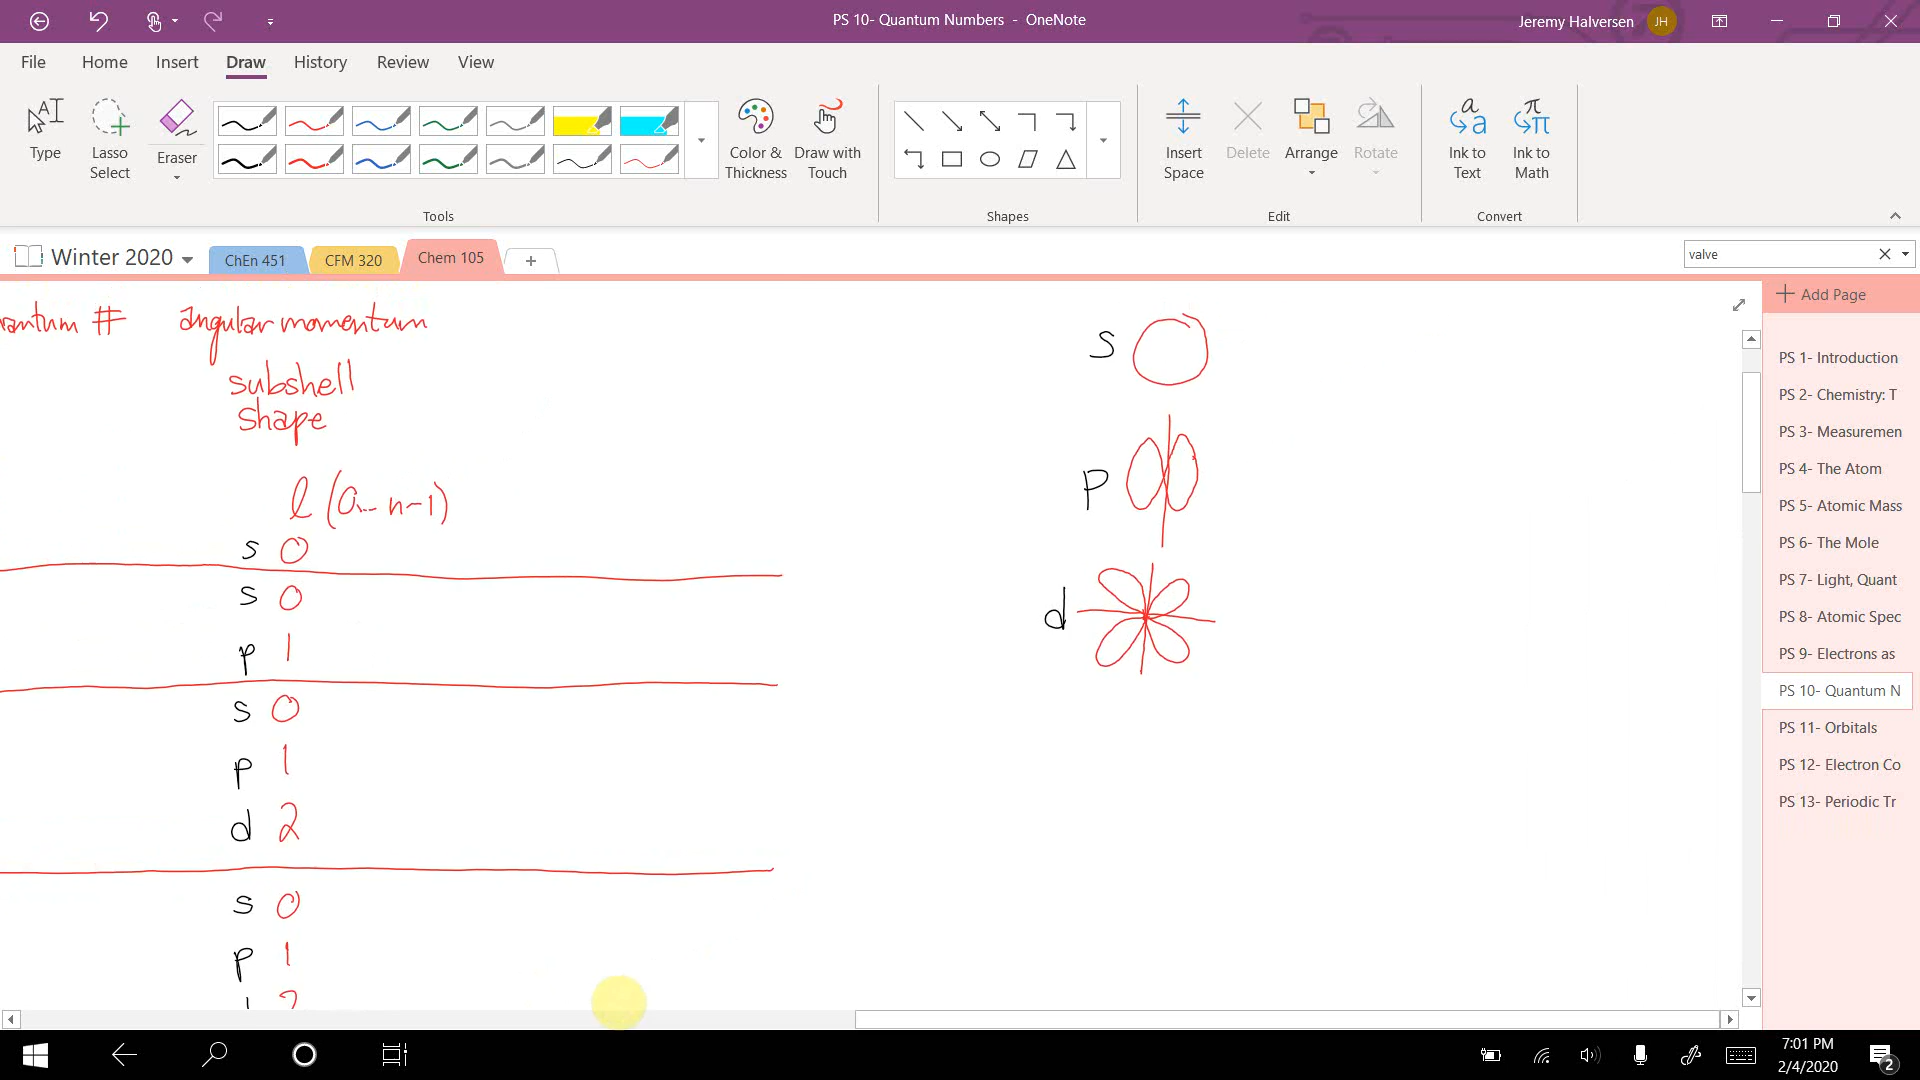 PS 10- Quantum Numbers - OneNote
Jeremy Halversen
JH
File Home Insert Draw History Review View
Type
Lasso Select
Eraser
Color & Thickness
Draw with Touch
Insert Space
Delete
Arrange
Rotate
Ink to Text
Ink to Math
Tools
Shapes
Edit
Convert
Winter 2020
ChEn 451
CFM 320
Chem 105
valve
Add Page
PS 1- Introduction
PS 2- Chemistry: T
PS 3- Measuremen
PS 4- The Atom
PS 5- Atomic Mass
PS 6- The Mole
PS 7- Light, Quant
PS 8- Atomic Spec
PS 9- Electrons as
PS 10- Quantum N
PS 11- Orbitals
PS 12- Electron Co
PS 13- Periodic Tr
antum # angular momentum
subshell
shape
l (0... n-1)
s 0
s 0
p 1
s 0
p 1
d 2
s 0
p 1
2
s
p
d
7:01 PM
2/4/2020
2